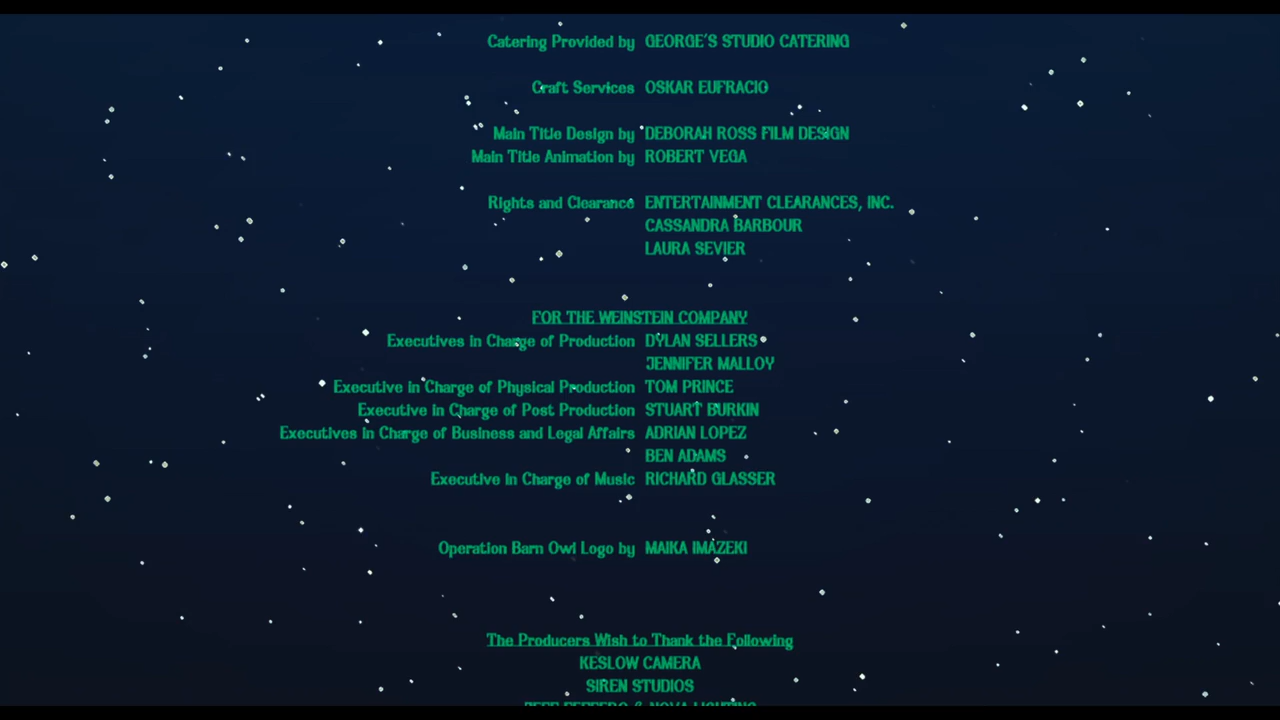 Catering Provided by GEORGE'S STUDIO CATERING
Craft Services OSKAR EUFRACIO
Main Title Design by DEBORAH ROSS FILM DESIGN
Main Title Animation by ROBERT VEGA
Rights and Clearance ENTERTAINMENT CLEARANCES, INC.
CASSANDRA BARBOUR
LAURA SEVIER
FOR THE WEINSTEIN COMPANY
Executives in Charge of Production DYLAN SELLERS
JENNIFER MALLOY
Executive in Charge of Physical Production TOM PRINCE
Executive in Charge of Post Production STUART BURKIN
Executives in Charge of Business and Legal Affairs ADRIAN LOPEZ
BEN ADAMS
Executive in Charge of Music RICHARD GLASSER
Operation Barn Owl Logo by MAIKA IMAZEKI
The Producers Wish to Thank the Following
KESLOW CAMERA
SIREN STUDIOS